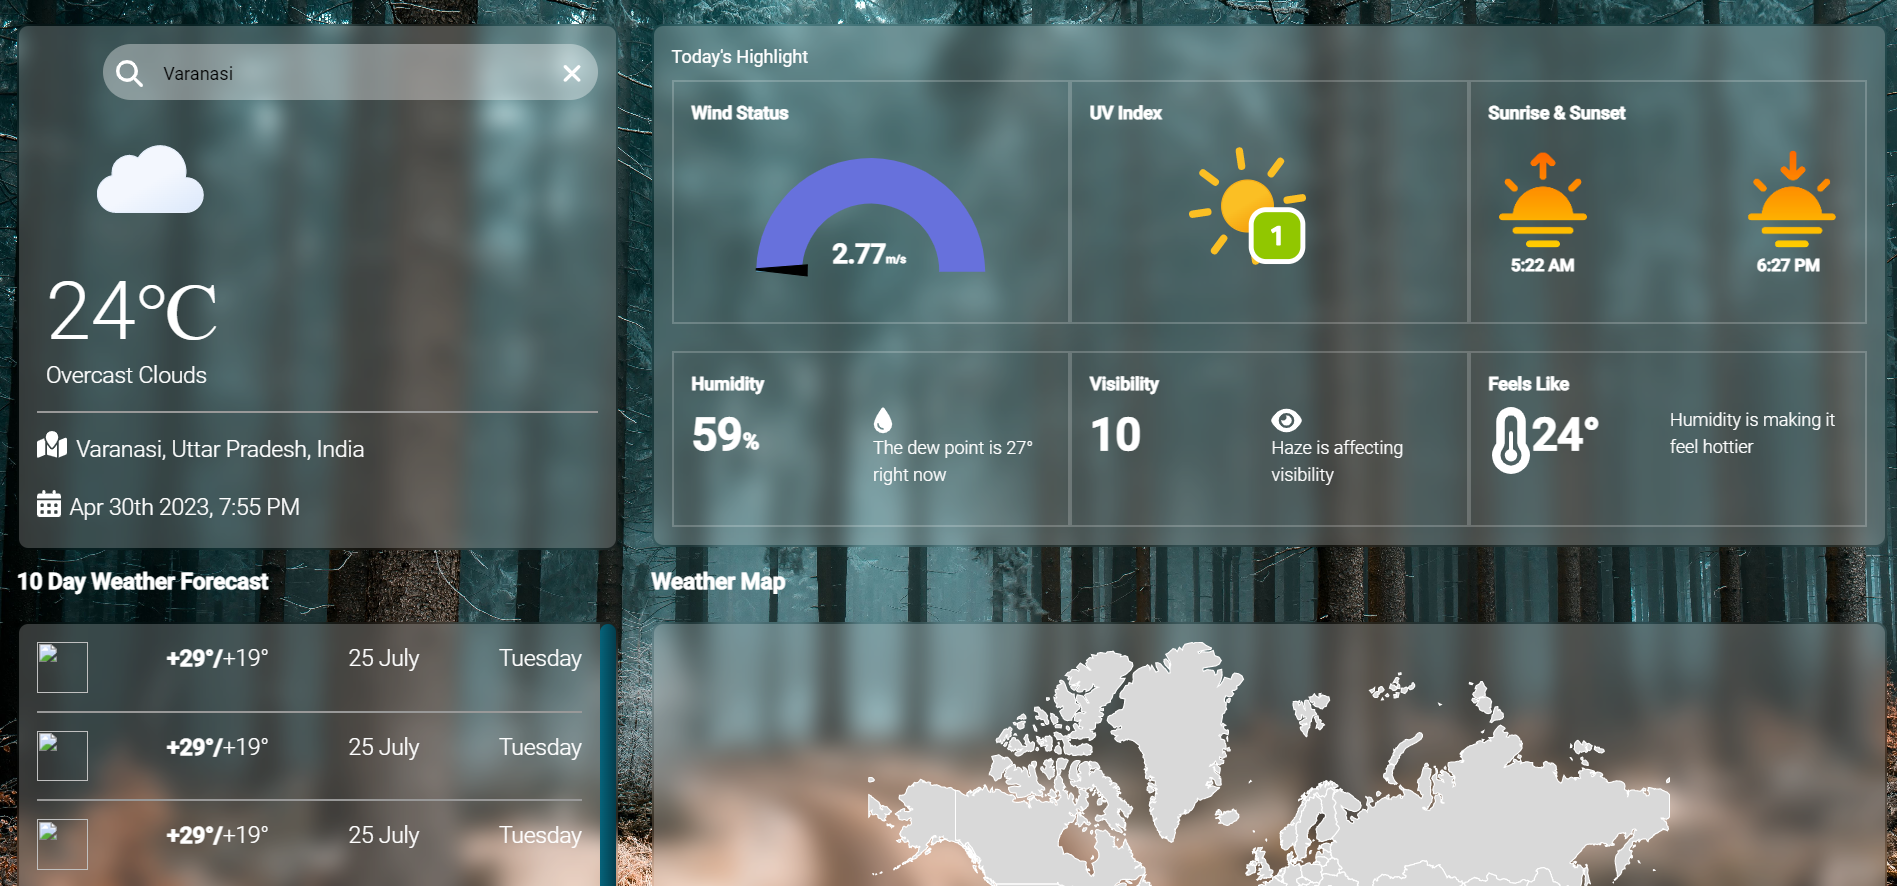 Varanasi
24°C
Overcast Clouds
Varanasi, Uttar Pradesh, India
Apr 30th 2023, 7:55 PM
Today's Highlight
Wind Status
2.77m/s
UV Index
1
Sunrise & Sunset
5:22 AM
6:27 PM
Humidity
59%
The dew point is 27°
right now
Visibility
10
Haze is affecting
visibility
Feels Like
24°
Humidity is making it
feel hottier
10 Day Weather Forecast
+29°/+19° 25 July Tuesday
+29°/+19° 25 July Tuesday
+29°/+19° 25 July Tuesday
Weather Map